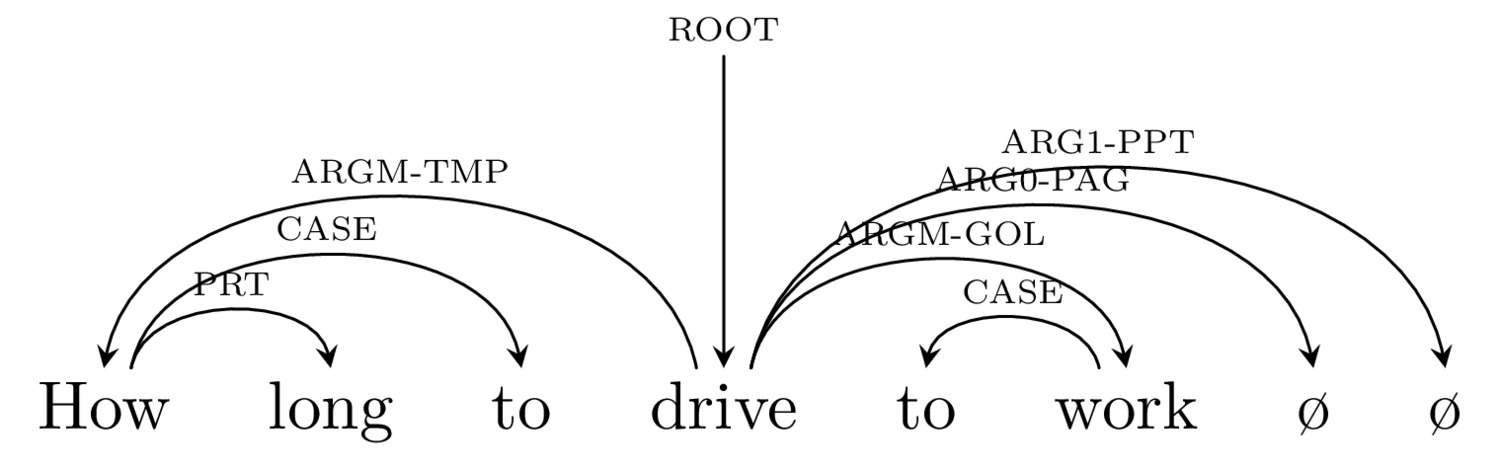 ROOT
ARG1-PPT
ARGM-TMP
ARG0-PAG
CASE
ARGM-GOL
PRT
CASE
How long to drive to work ø ø